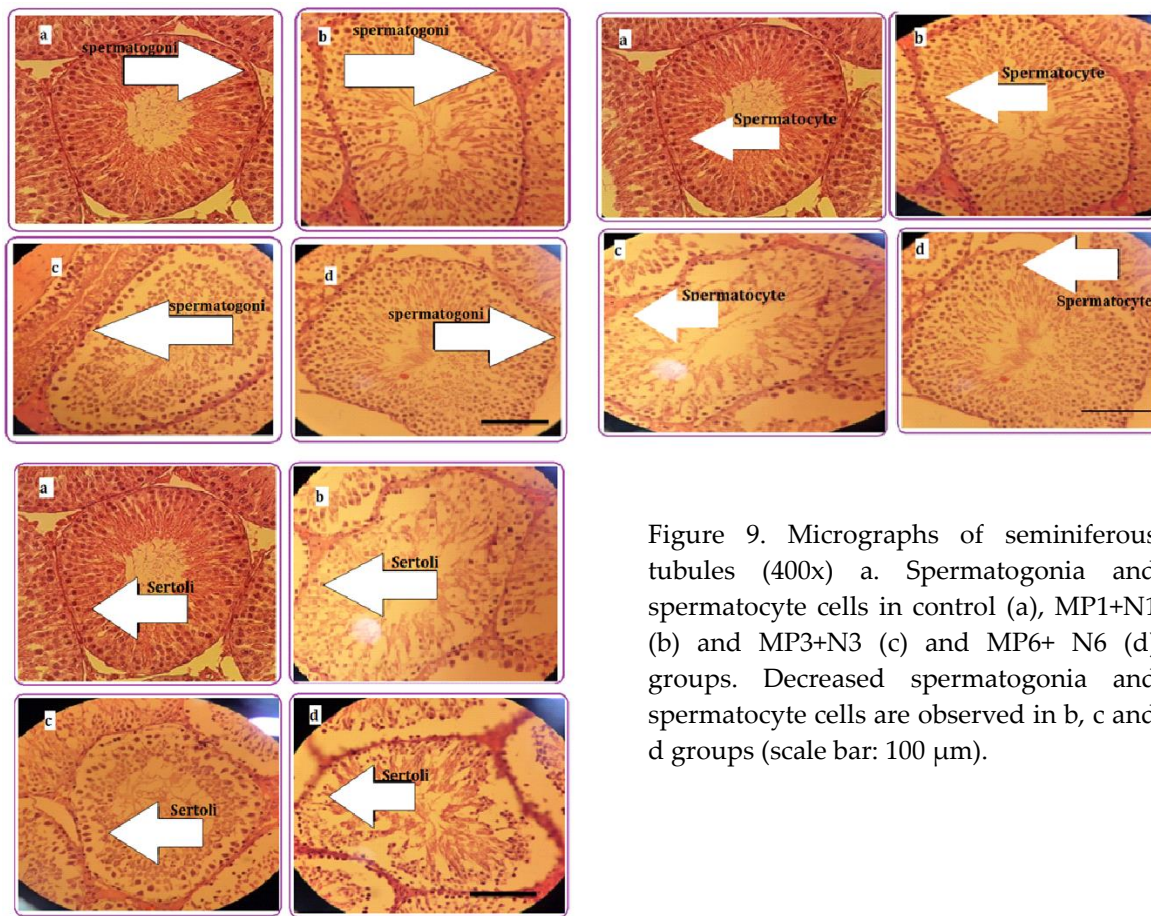 a
spermatogoni
b
spermatogoni
c
spermatogoni
d
spermatogoni
a
Spermatocyte
b
Spermatocyte
c
Spermatocyte
d
Spermatocyte
a
Sertoli
b
Sertoli
c
Sertoli
d
Sertoli
Figure 9. Micrographs of seminiferous
tubules (400x) a. Spermatogonia and
spermatocyte cells in control (a), MP1+N1
(b) and MP3+N3 (c) and MP6+ N6 (d)
groups. Decreased spermatogonia and
spermatocyte cells are observed in b, c and
d groups (scale bar: 100 µm).